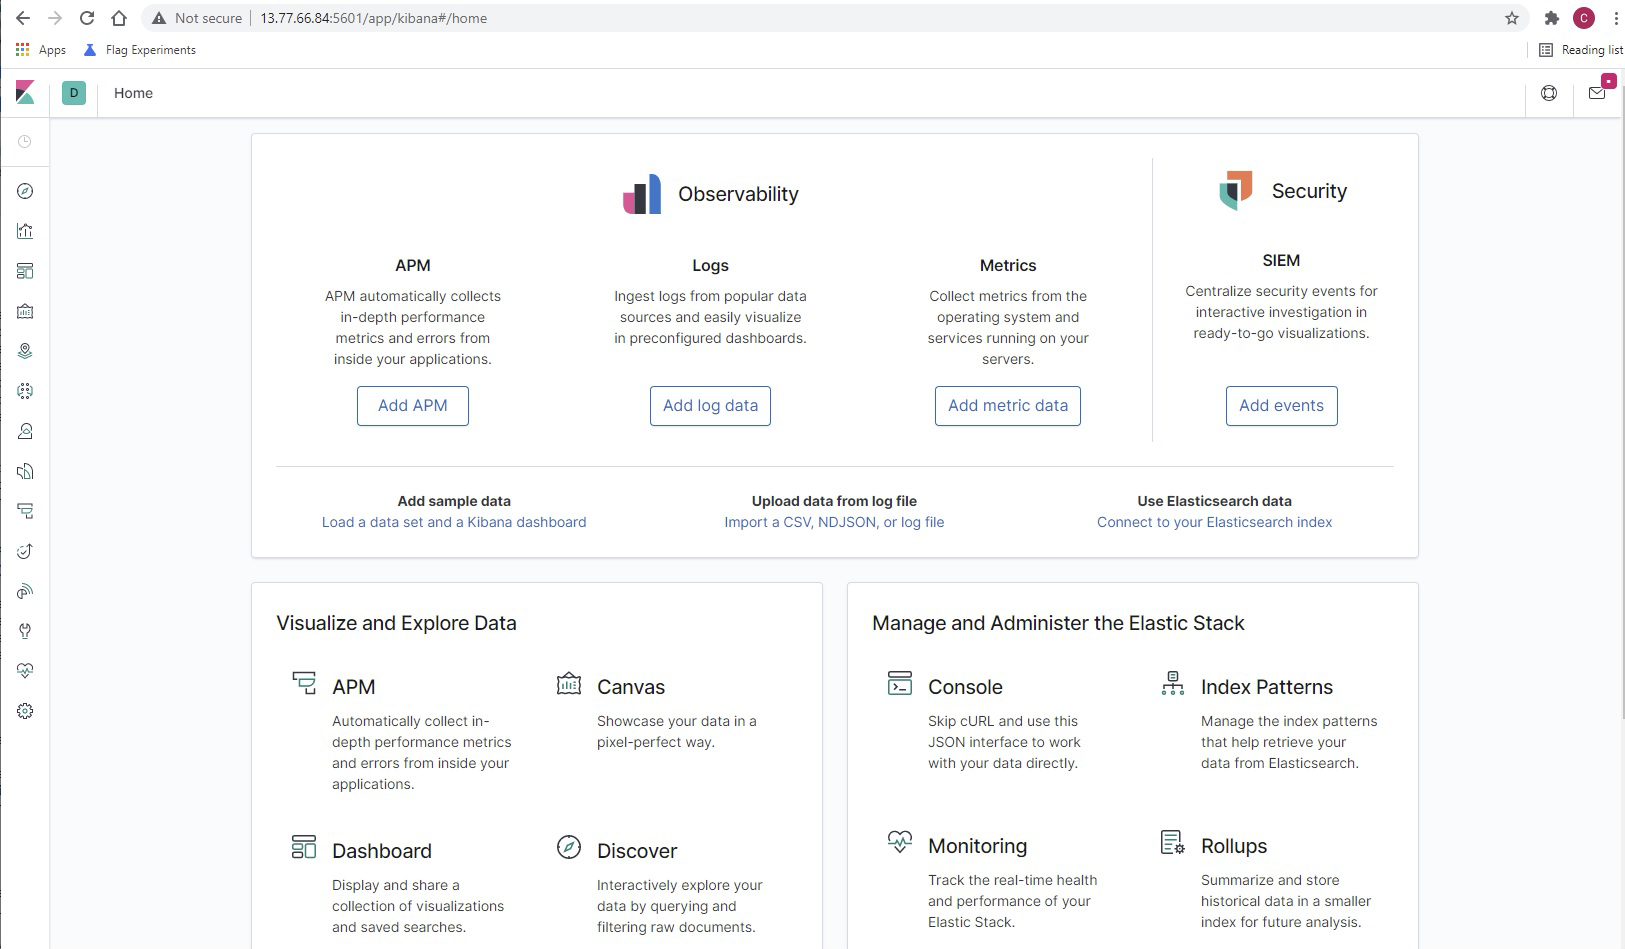 Not secure 13.77.66.84:5601/app/kibana#/home
C
Apps Flag Experiments Reading list
D Home
Observability
Security
APM
APM automatically collects
in-depth performance
metrics and errors from
inside your applications.
Add APM
Logs
Ingest logs from popular data
sources and easily visualize
in preconfigured dashboards.
Add log data
Metrics
Collect metrics from the
operating system and
services running on your
servers.
Add metric data
SIEM
Centralize security events for
interactive investigation in
ready-to-go visualizations.
Add events
Add sample data
Load a data set and a Kibana dashboard
Upload data from log file
Import a CSV, NDJSON, or log file
Use Elasticsearch data
Connect to your Elasticsearch index
Visualize and Explore Data
APM
Automatically collect in-
depth performance metrics
and errors from inside your
applications.
Canvas
Showcase your data in a
pixel-perfect way.
Dashboard
Display and share a
collection of visualizations
and saved searches.
Discover
Interactively explore your
data by querying and
filtering raw documents.
Manage and Administer the Elastic Stack
Console
Skip cURL and use this
JSON interface to work
with your data directly.
Index Patterns
Manage the index patterns
that help retrieve your
data from Elasticsearch.
Monitoring
Track the real-time health
and performance of your
Elastic Stack.
Rollups
Summarize and store
historical data in a smaller
index for future analysis.